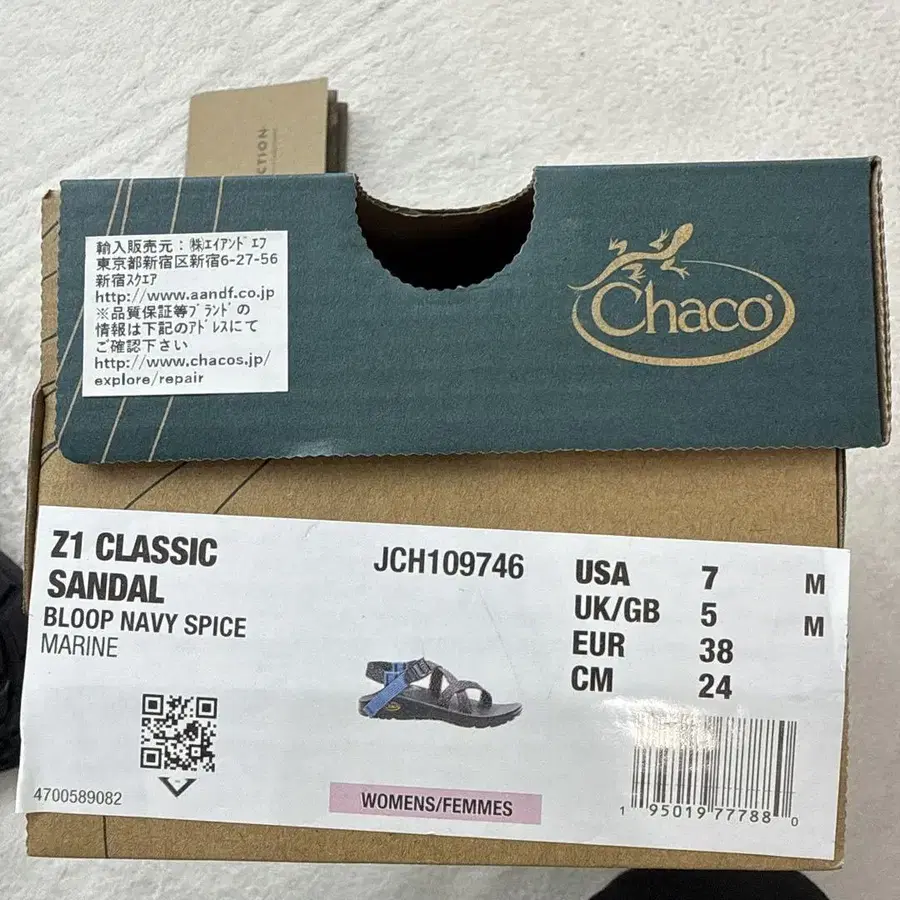 CTION
輸入販売元：㈱エイアンドエフ
東京都新宿区新宿6-27-56
新宿スクエア
http://www.aandf.co.jp
※品質保証等ブランドの
情報は下記のアドレスにて
ご確認下さい
http://www.chacos.jp/
explore/repair
Chaco
Z1 CLASSIC
SANDAL
BLOOP NAVY SPICE
MARINE
JCH109746
USA 7 M
UK/GB 5 M
EUR 38
CM 24
4700589082
WOMENS/FEMMES
1 95019 77788 0